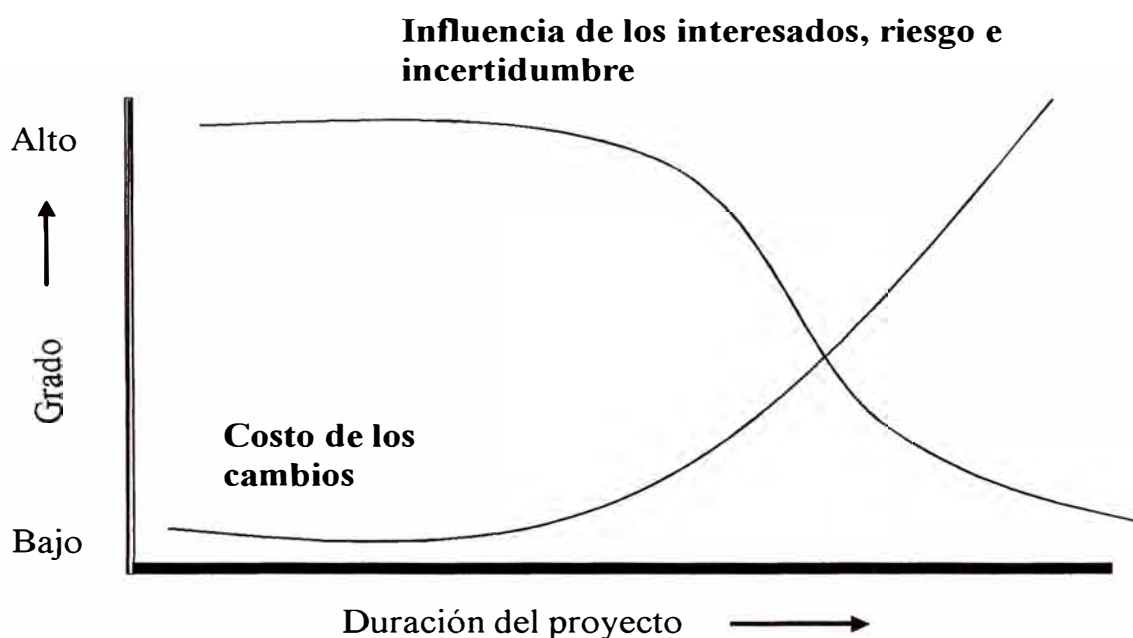 Influencia de los interesados, riesgo e
incertidumbre
Alto
Grado
Costo de los
cambios
Bajo
Duración del proyecto